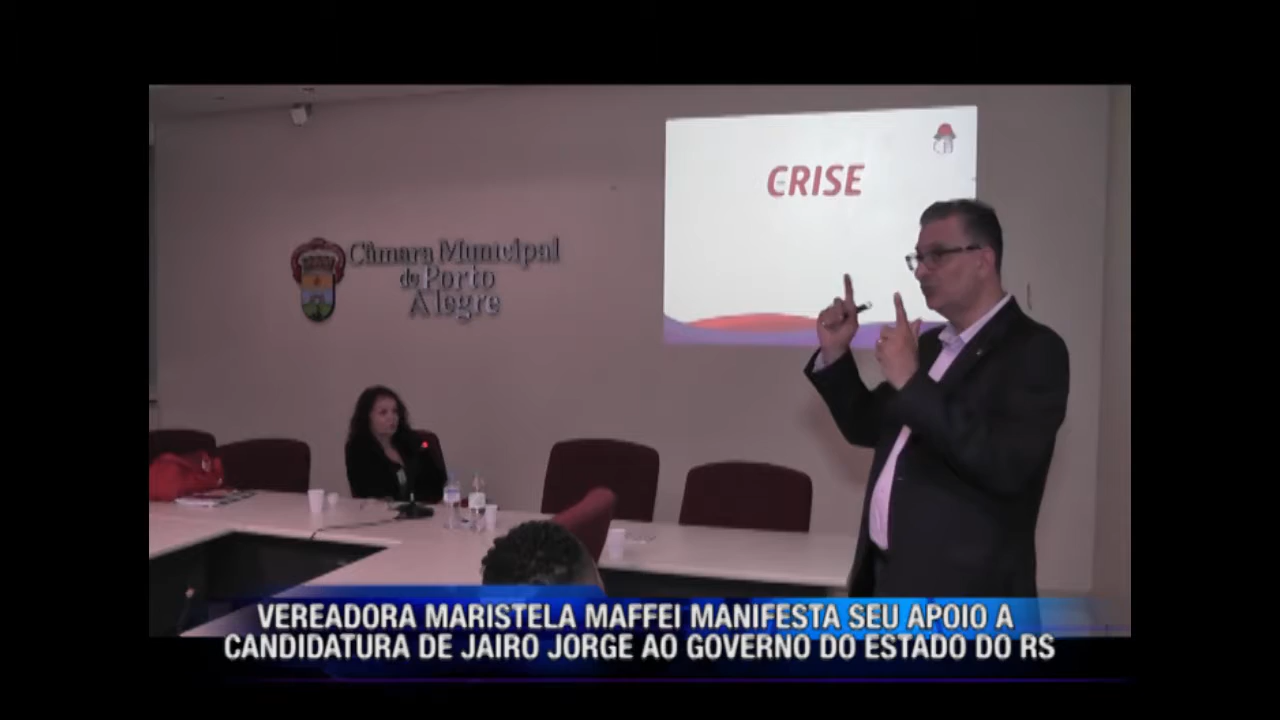 CRISE
Câmara Municipal
de Porto
Alegre
VEREADORA MARISTELA MAFFEI MANIFESTA SEU APOIO A
CANDIDATURA DE JAIRO JORGE AO GOVERNO DO ESTADO DO RS